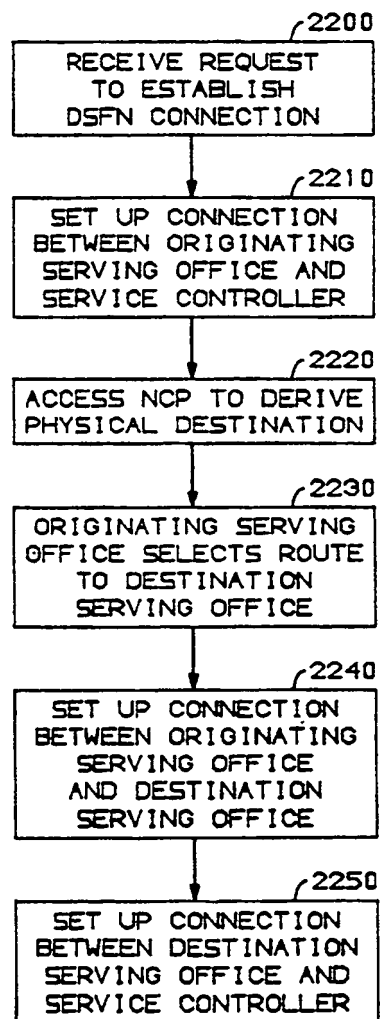 2200
RECEIVE REQUEST
TO ESTABLISH
DSFN CONNECTION
2210
SET UP CONNECTION
BETWEEN ORIGINATING
SERVING OFFICE AND
SERVICE CONTROLLER
2220
ACCESS NCP TO DERIVE
PHYSICAL DESTINATION
2230
ORIGINATING SERVING
OFFICE SELECTS ROUTE
TO DESTINATION
SERVING OFFICE
2240
SET UP CONNECTION
BETWEEN ORIGINATING
SERVING OFFICE
AND DESTINATION
SERVING OFFICE
2250
SET UP CONNECTION
BETWEEN DESTINATION
SERVING OFFICE AND
SERVICE CONTROLLER